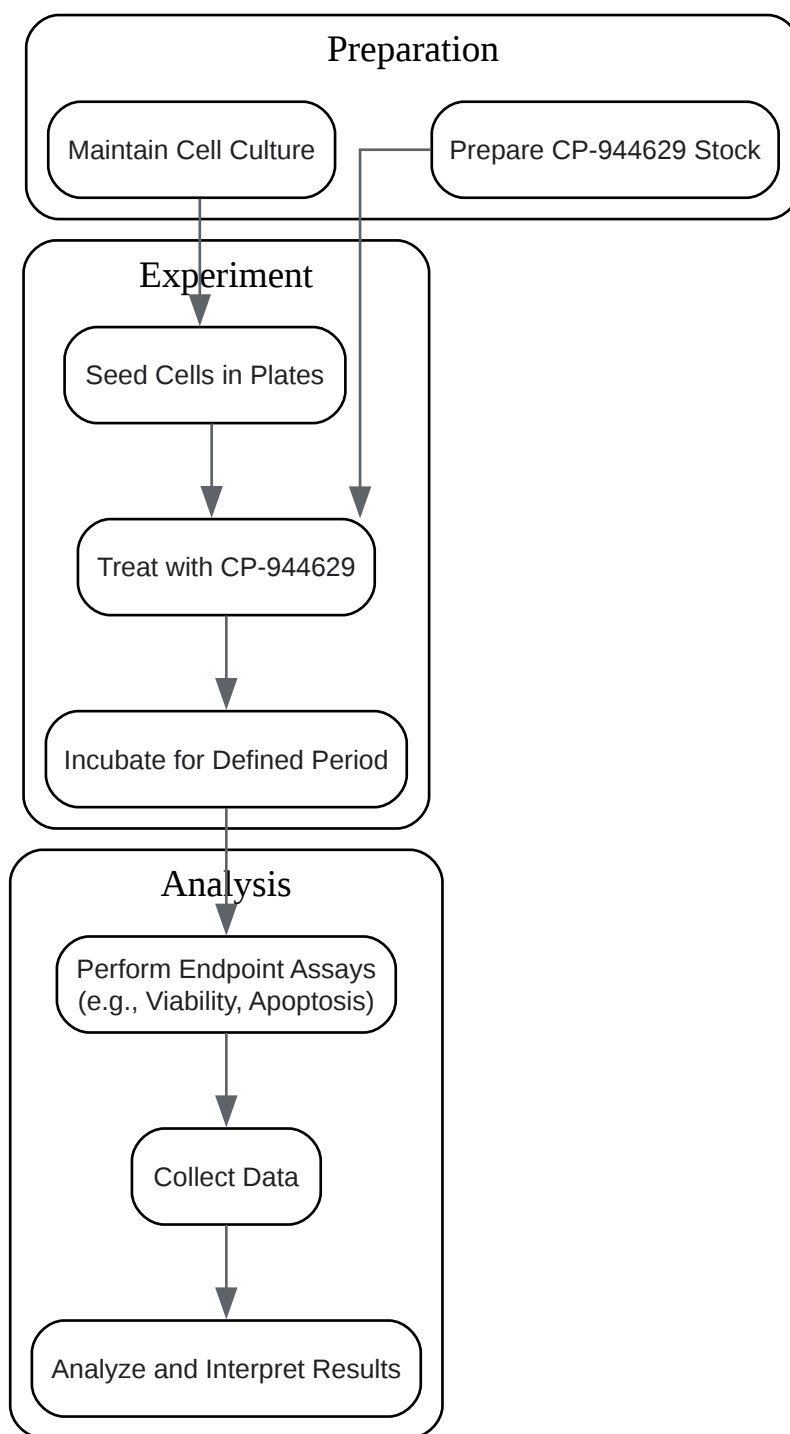 Preparation
Maintain Cell Culture
Prepare CP-944629 Stock
Experiment
Seed Cells in Plates
Treat with CP-944629
Incubate for Defined Period
Analysis
Perform Endpoint Assays
(e.g., Viability, Apoptosis)
Collect Data
Analyze and Interpret Results